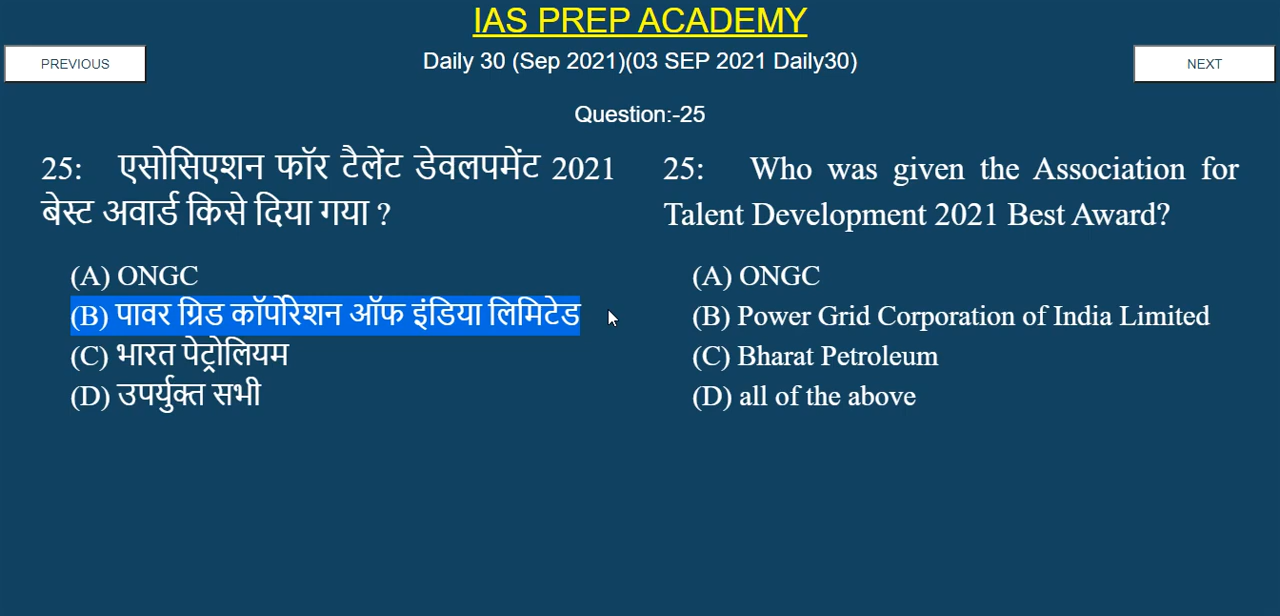 IAS PREP ACADEMY
PREVIOUS
Daily 30 (Sep 2021)(03 SEP 2021 Daily30)
NEXT
Question:-25
25: एसोसिएशन फॉर टैलेंट डेवलपमेंट 2021
बेस्ट अवार्ड किसे दिया गया ?
(A) ONGC
(B) पावर ग्रिड कॉर्पोरेशन ऑफ इंडिया लिमिटेड
(C) भारत पेट्रोलियम
(D) उपर्युक्त सभी
25: Who was given the Association for
Talent Development 2021 Best Award?
(A) ONGC
(B) Power Grid Corporation of India Limited
(C) Bharat Petroleum
(D) all of the above